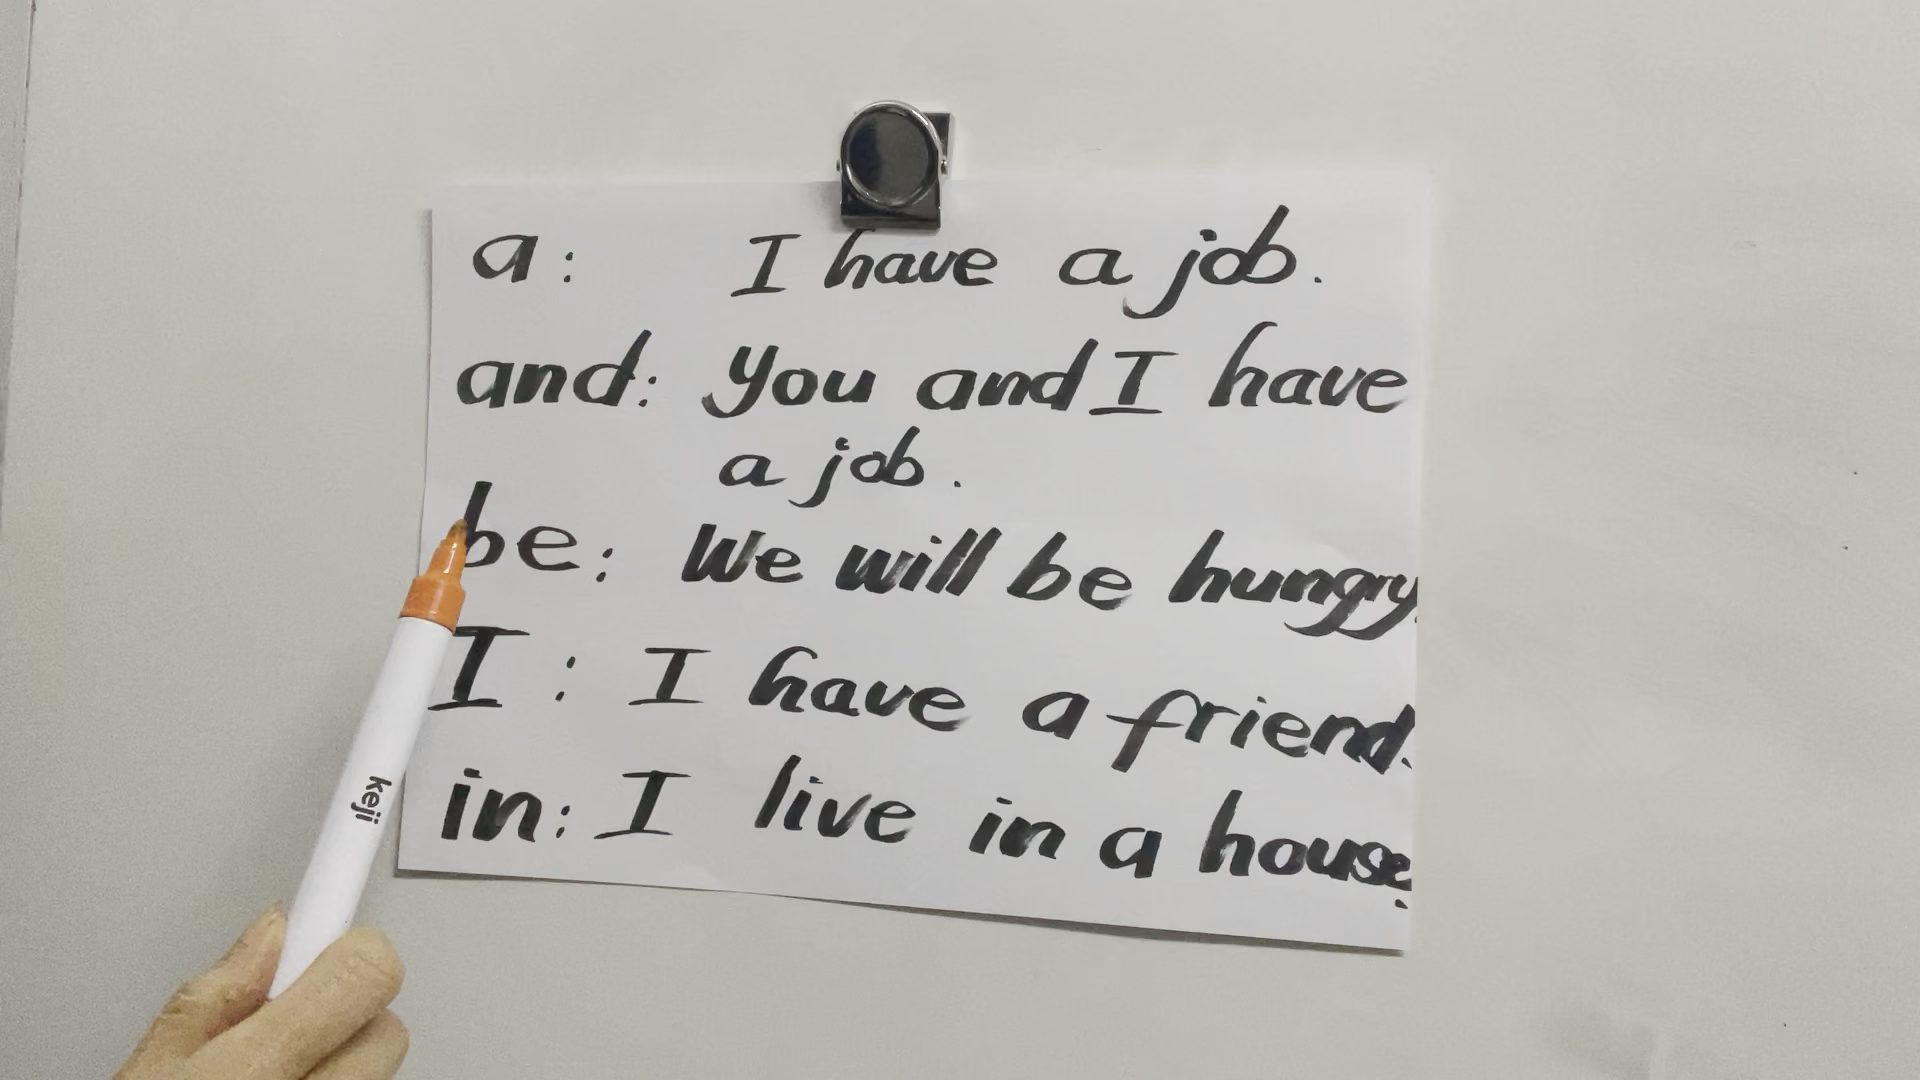 a: I have a job.
and: You and I have
a job.
be: We will be hungry.
I: I have a friend.
in: I live in a house.
keji